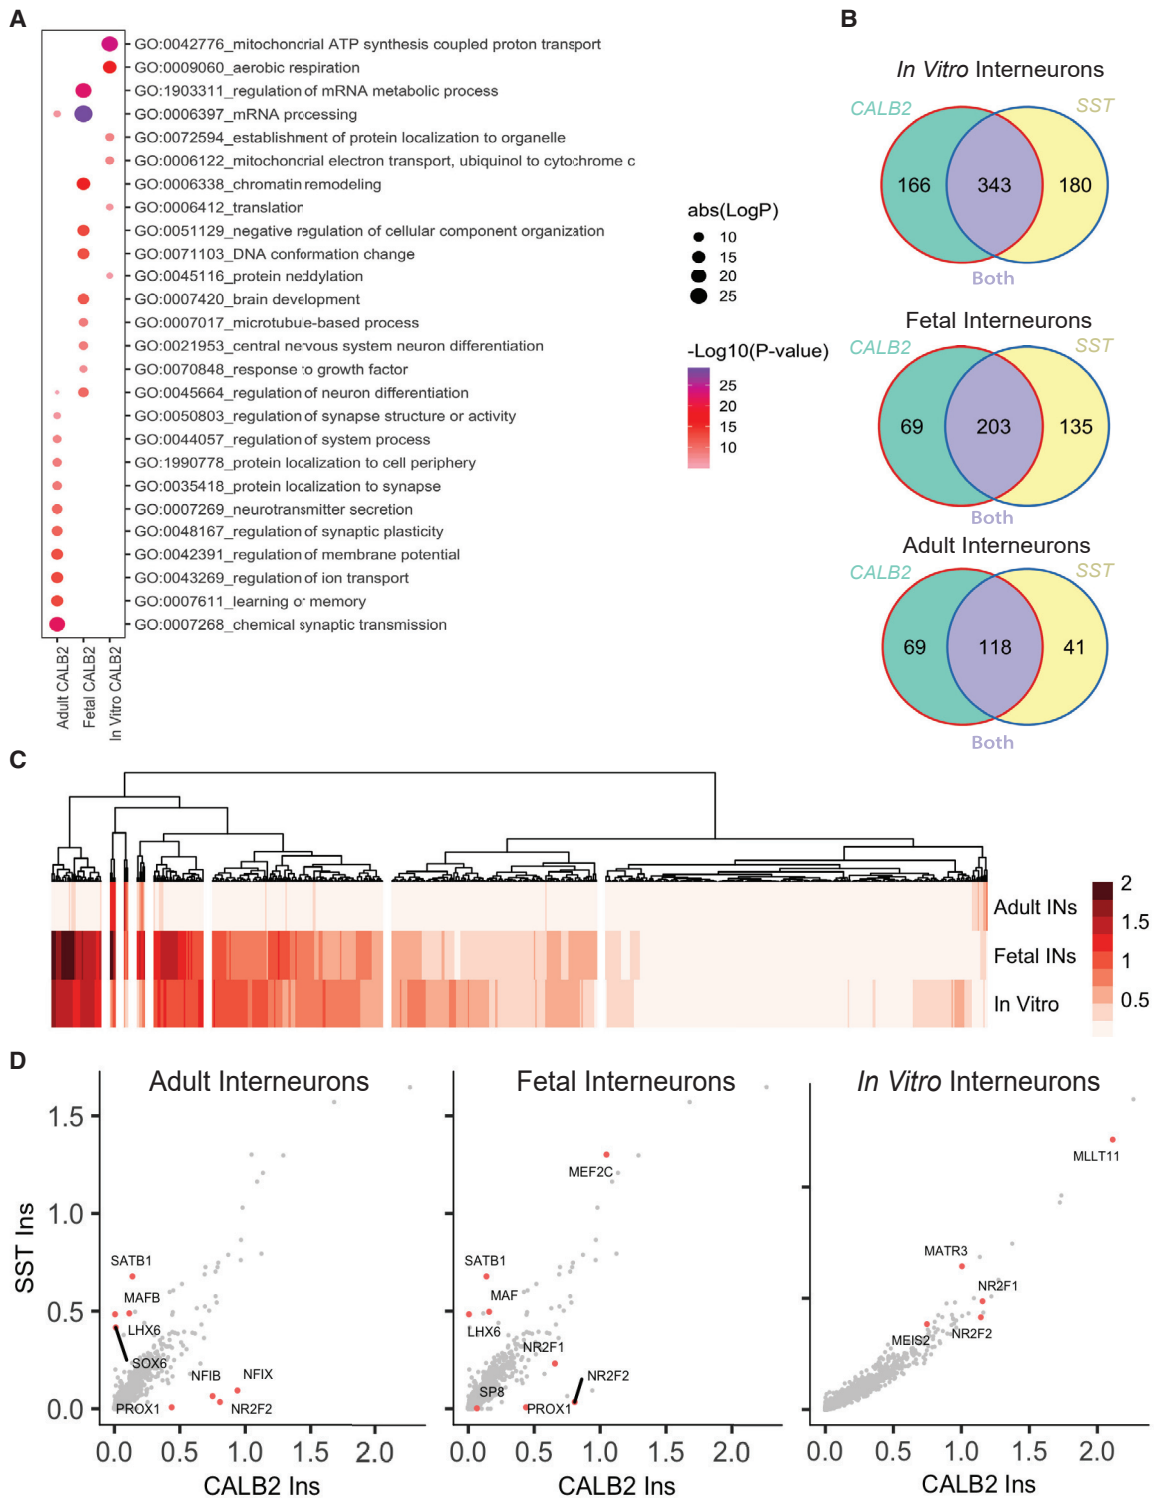 A
GO:0042776_mitochondrial ATP synthesis coupled proton transport
GO:0009060_aerobic respiration
GO:1903311_regulation of mRNA metabolic process
GO:0006397_mRNA processing
GO:0072594_establishment of protein localization to organelle
GO:0006122_mitochondrial electron transport, ubiquinol to cytochrome c
GO:0006338_chromatin remodeling
GO:0006412_translation
GO:0051129_negative regulation of cellular component organization
GO:0071103_DNA conformation change
GO:0045116_protein neddylation
GO:0007420_brain development
GO:0007017_microtubule-based process
GO:0021953_central nervous system neuron differentiation
GO:0070848_response to growth factor
GO:0045664_regulation of neuron differentiation
GO:0050803_regulation of synapse structure or activity
GO:0044057_regulation of system process
GO:1990778_protein localization to cell periphery
GO:0035418_protein localization to synapse
GO:0007269_neurotransmitter secretion
GO:0048167_regulation of synaptic plasticity
GO:0042391_regulation of membrane potential
GO:0043269_regulation of ion transport
GO:0007611_learning or memory
GO:0007268_chemical synaptic transmission
Adult CALB2
Fetal CALB2
In Vitro CALB2
abs(LogP)
10
15
20
25
-Log10(P-value)
25
20
15
10
B
In Vitro Interneurons
CALB2 SST
166 343 180
Both
Fetal Interneurons
CALB2 SST
69 203 135
Both
Adult Interneurons
CALB2 SST
69 118 41
Both
C
Adult INs
Fetal INs
In Vitro
2
1.5
1
0.5
D
Adult Interneurons
SST Ins
1.5
1.0
0.5
0.0
SATB1
MAFB
LHX6
SOX6
NFIB
NFIX
PROX1
NR2F2
0.0 0.5 1.0 1.5 2.0
CALB2 Ins
Fetal Interneurons
MEF2C
SATB1
MAF
LHX6
NR2F1
NR2F2
SP8
PROX1
0.0 0.5 1.0 1.5 2.0
CALB2 Ins
In Vitro Interneurons
MLLT11
MATR3
NR2F1
MEIS2
NR2F2
0.0 0.5 1.0 1.5 2.0
CALB2 Ins